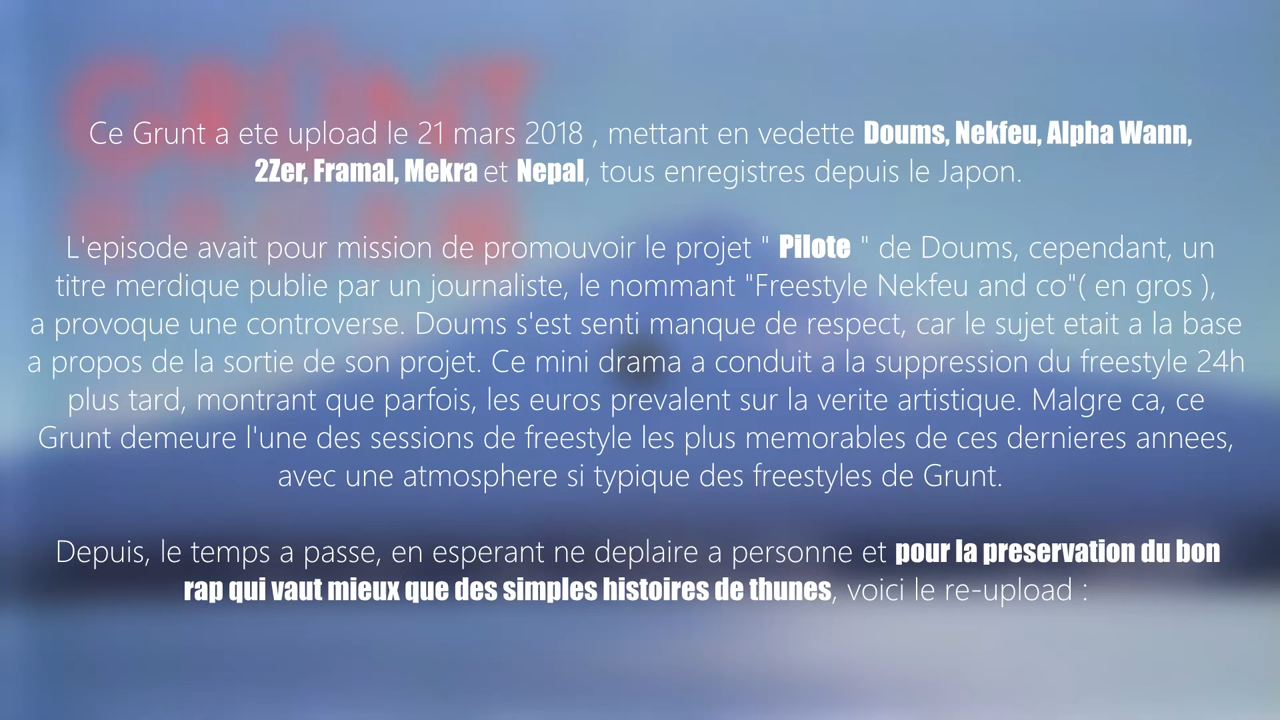 GRÜNT
Ce Grunt a ete upload le 21 mars 2018 , mettant en vedette Doums, Nekfeu, Alpha Wann,
2Zer, Framal, Mekra et Nepal, tous enregistres depuis le Japon.
L'episode avait pour mission de promouvoir le projet " Pilote " de Doums, cependant, un
titre merdique publie par un journaliste, le nommant "Freestyle Nekfeu and co"( en gros ),
a provoque une controverse. Doums s'est senti manque de respect, car le sujet etait a la base
a propos de la sortie de son projet. Ce mini drama a conduit a la suppression du freestyle 24h
plus tard, montrant que parfois, les euros prevalent sur la verite artistique. Malgre ca, ce
Grunt demeure l'une des sessions de freestyle les plus memorables de ces dernieres annees,
avec une atmosphere si typique des freestyles de Grunt.
Depuis, le temps a passe, en esperant ne deplaire a personne et pour la preservation du bon
rap qui vaut mieux que des simples histoires de thunes, voici le re-upload :